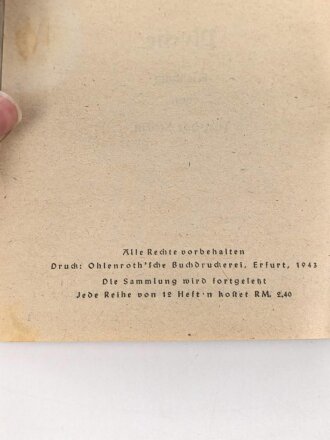 Alle Rechte vorbehalten
Druck: Ohlenroth'sche Buchdruckerei, Erfurt, 1943
Die Sammlung wird fortgesetzt
Jede Reihe von 12 Heft'n kostet RM. 2,40